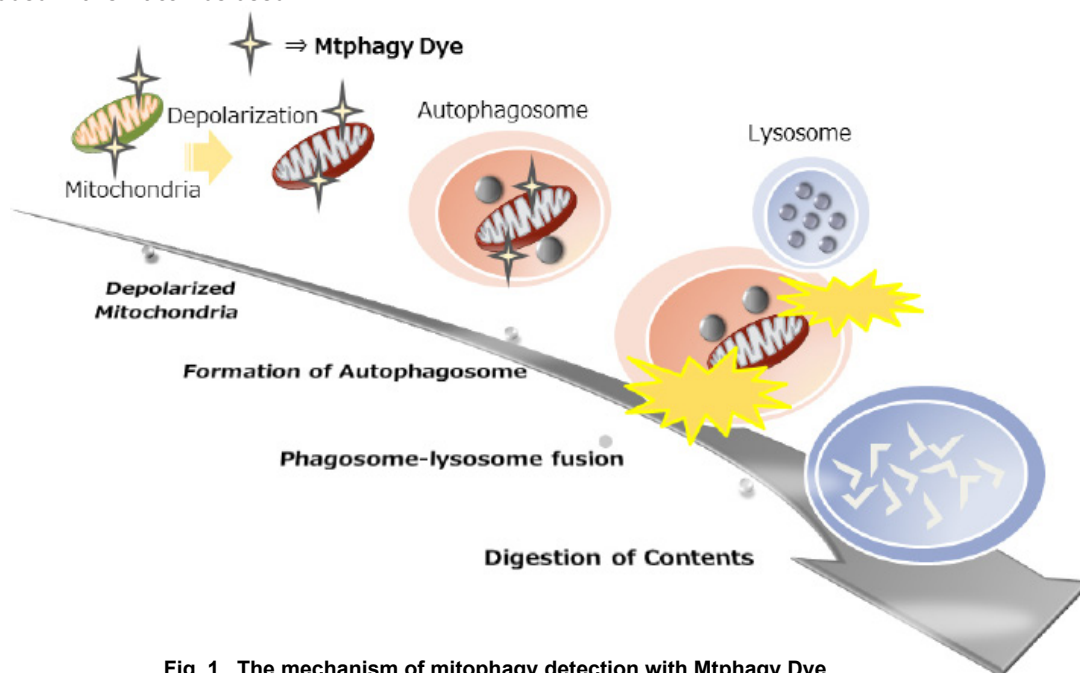 ⇒ Mtphagy Dye
Depolarization
Autophagosome
Lysosome
Mitochondria
Depolarized
Mitochondria
Formation of Autophagosome
Phagosome-lysosome fusion
Digestion of Contents
Fig. 1 The mechanism of mitophagy detection with Mtphagy Dye